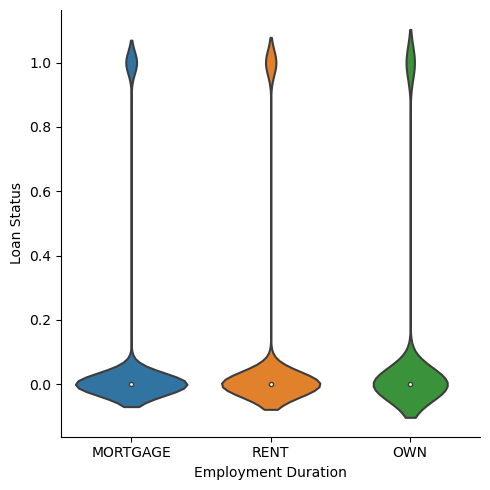 1.0
0.8
0.6
0.4
0.2
0.0
Loan Status
MORTGAGE RENT OWN
Employment Duration